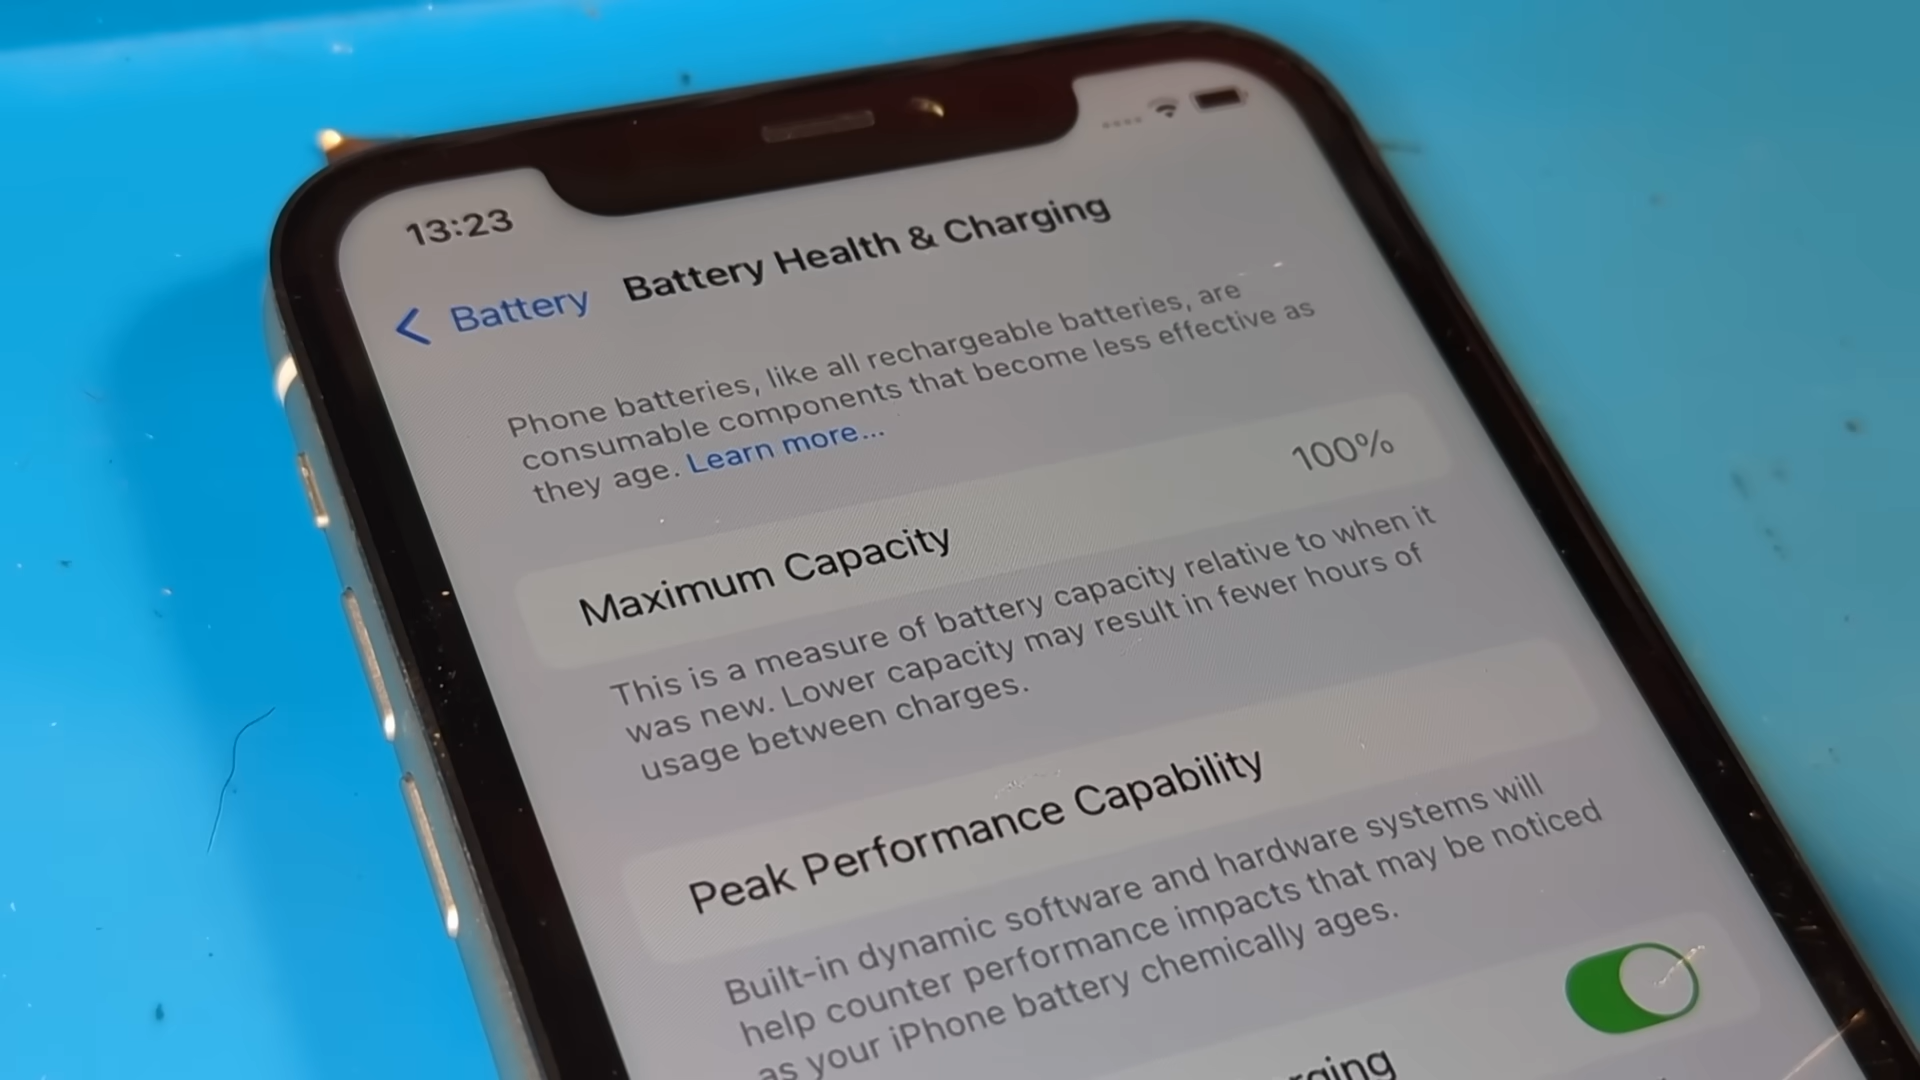 13:23
Battery
Battery Health & Charging
Phone batteries, like all rechargeable batteries, are
consumable components that become less effective as
they age. Learn more...
Maximum Capacity
100%
This is a measure of battery capacity relative to when it
was new. Lower capacity may result in fewer hours of
usage between charges.
Peak Performance Capability
Built-in dynamic software and hardware systems will
help counter performance impacts that may be noticed
as your iPhone battery chemically ages.